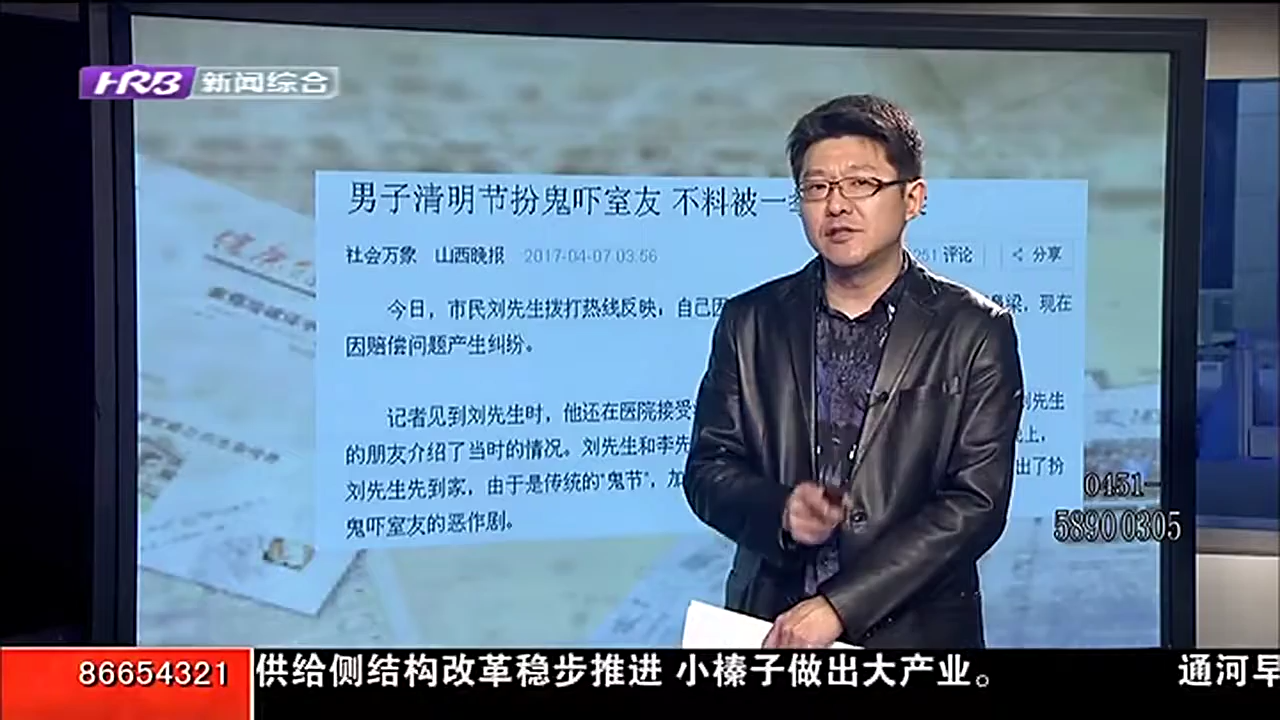 HRB 新闻综合
男子清明节扮鬼吓室友 不料被一
社会万象 山西晚报 2017-04-07 03:56
251 评论 分享
今日，市民刘先生拨打热线反映，自己因
鼻梁，现在
因赔偿问题产生纠纷。
记者见到刘先生时，他还在医院接受
刘先生
的朋友介绍了当时的情况。刘先生和李先
上，
刘先生先到家，由于是传统的"鬼节"，加
出了扮
鬼吓室友的恶作剧。
0451-
58900305
86654321
供给侧结构改革稳步推进 小榛子做出大产业。
通河早